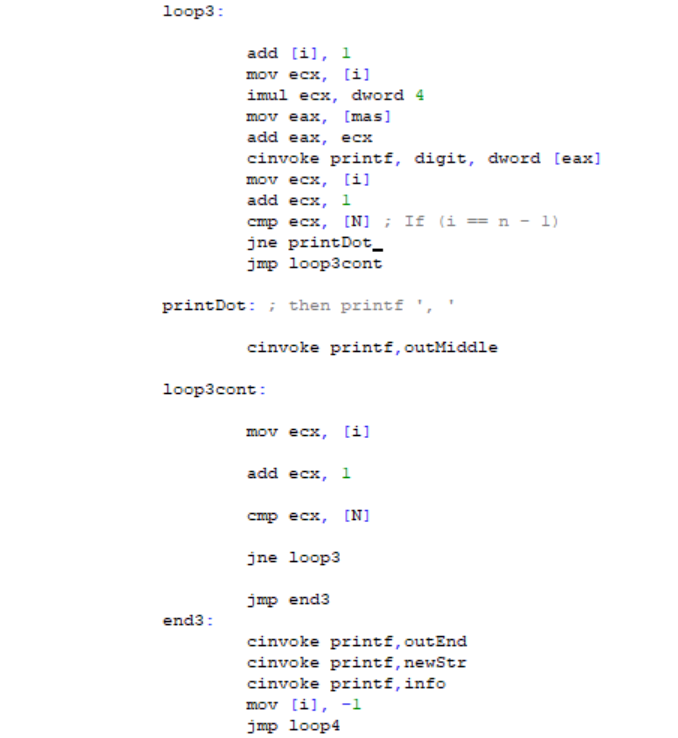 loop3:
add [i], 1
mov ecx, [i]
imul ecx, dword 4
mov eax, [mas]
add eax, ecx
cinvoke printf, digit, dword [eax]
mov ecx, [i]
add ecx, 1
cmp ecx, [N] ; If (i == n - 1)
jne printDot_
jmp loop3cont
printDot: ; then printf ', '
cinvoke printf,outMiddle
loop3cont:
mov ecx, [i]
add ecx, 1
cmp ecx, [N]
jne loop3
jmp end3
end3:
cinvoke printf,outEnd
cinvoke printf,newStr
cinvoke printf,info
mov [i], -1
jmp loop4